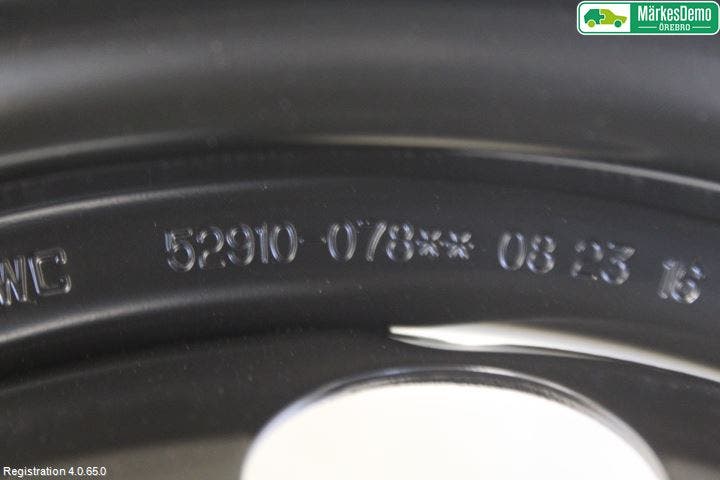 MärkesDemo
ÖREBRO
WC 52910 078** 08 23 16
Registration 4.0.65.0